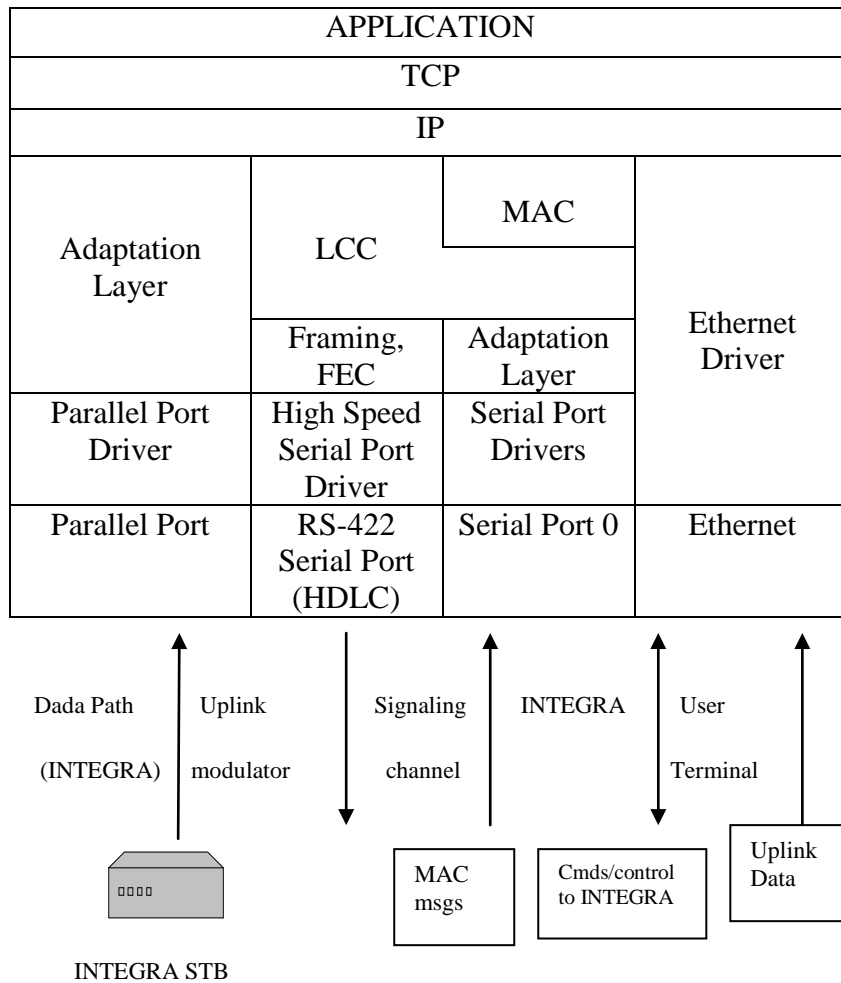 APPLICATION
TCP
IP
Adaptation
Layer
LCC
MAC
Ethernet
Driver
Framing,
FEC
Adaptation
Layer
Parallel Port
Driver
High Speed
Serial Port
Driver
Serial Port
Drivers
Parallel Port
RS-422
Serial Port
(HDLC)
Serial Port 0
Ethernet
Dada Path
(INTEGRA)
Uplink
modulator
Signaling
channel
INTEGRA
User
Terminal
MAC
msgs
Cmds/control
to INTEGRA
Uplink
Data
INTEGRA STB